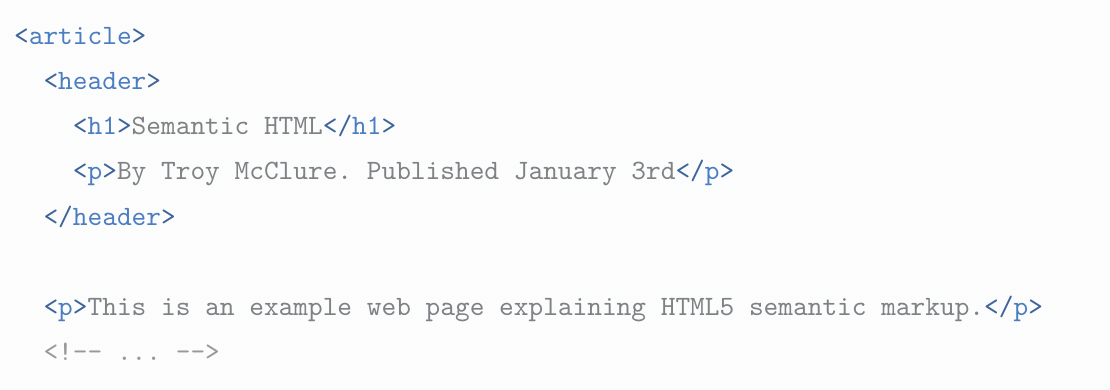 <article>
  <header>
    <h1>Semantic HTML</h1>
    <p>By Troy McClure. Published January 3rd</p>
  </header>

  <p>This is an example web page explaining HTML5 semantic markup.</p>
  <!-- ... -->